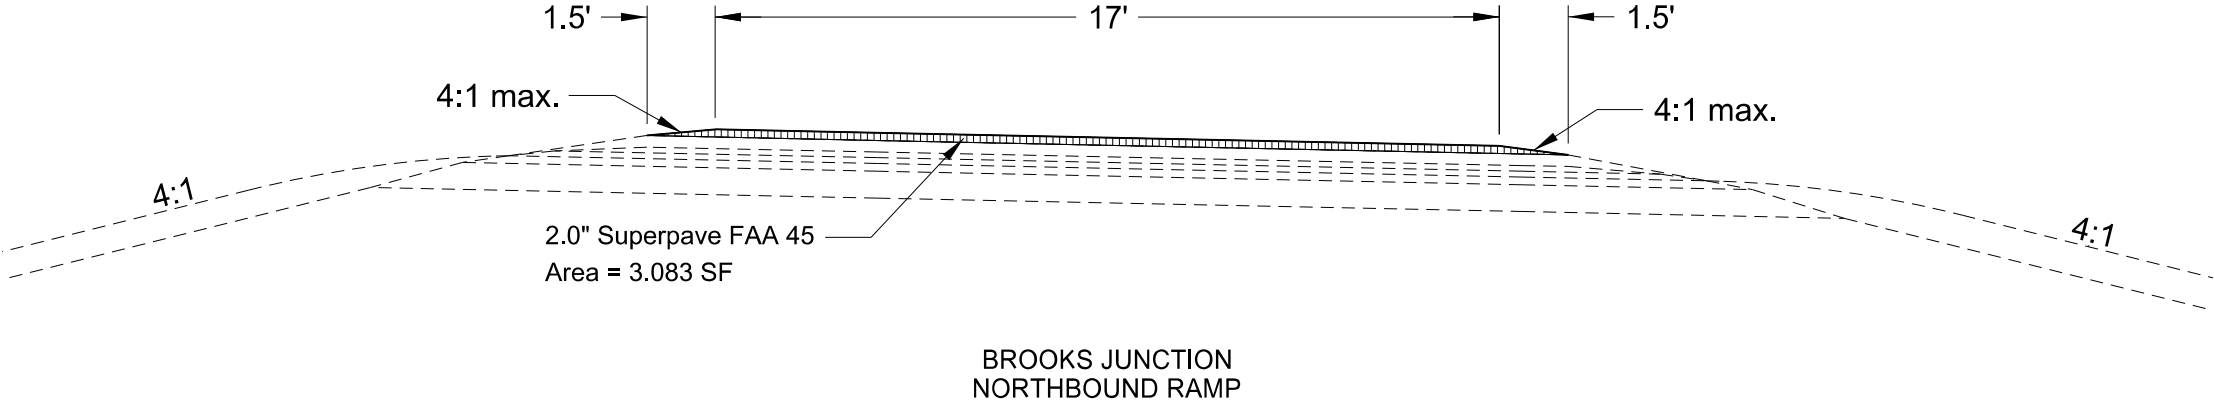 1.5' 17' 1.5'
4:1 max. 4:1 max.
4:1 4:1
2.0" Superpave FAA 45
Area = 3.083 SF
BROOKS JUNCTION
NORTHBOUND RAMP